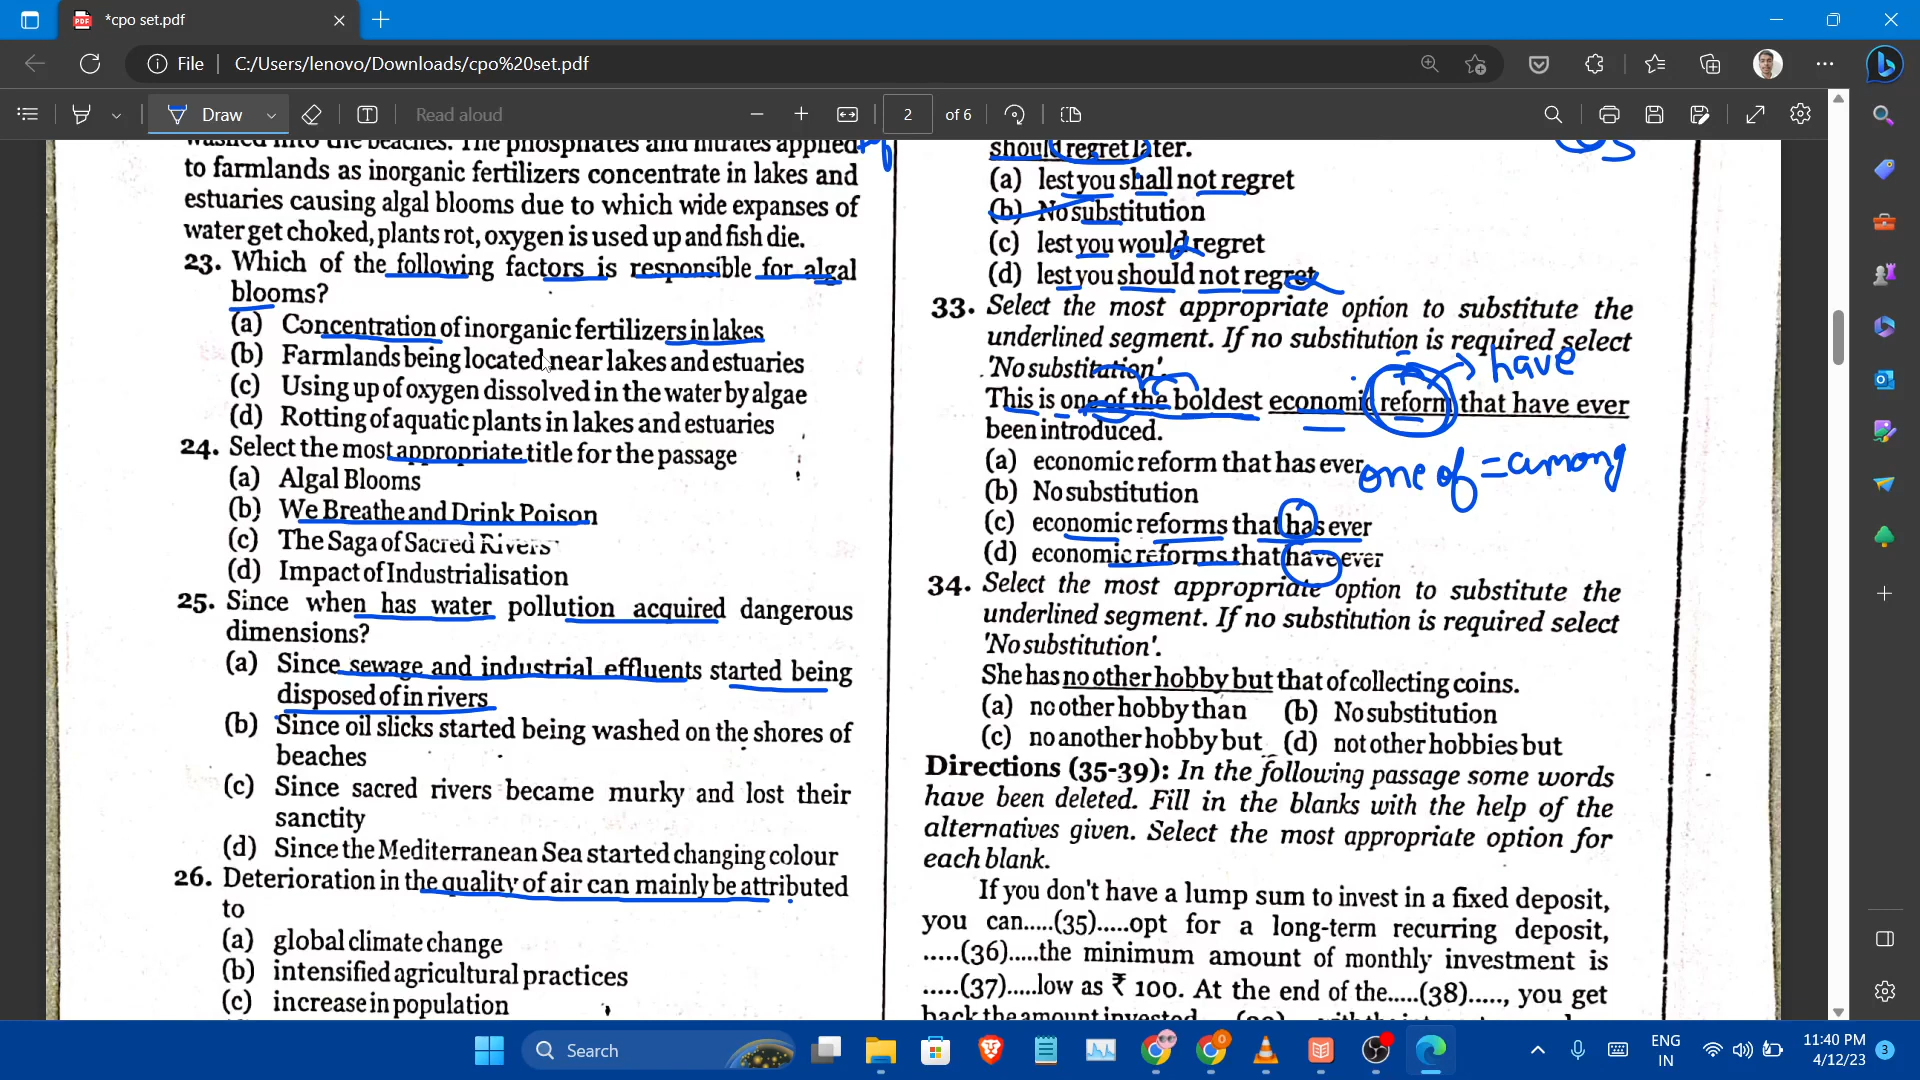 *cpo set.pdf
File
C:/Users/lenovo/Downloads/cpo%20set.pdf
Draw
Read aloud
2
of 6
washed into the beaches. The phosphates and nitrates applied
to farmlands as inorganic fertilizers concentrate in lakes and
estuaries causing algal blooms due to which wide expanses of
water get choked, plants rot, oxygen is used up and fish die.
23. Which of the following factors is responsible for algal
blooms?
(a) Concentration of inorganic fertilizers in lakes
(b) Farmlands being located near lakes and estuaries
(c) Using up of oxygen dissolved in the water by algae
(d) Rotting of aquatic plants in lakes and estuaries
24. Select the most appropriate title for the passage
(a) Algal Blooms
(b) We Breathe and Drink Poison
(c) The Saga of Sacred Rivers
(d) Impact of Industrialisation
25. Since when has water pollution acquired dangerous
dimensions?
(a) Since sewage and industrial effluents started being
disposed of in rivers
(b) Since oil slicks started being washed on the shores of
beaches
(c) Since sacred rivers became murky and lost their
sanctity
(d) Since the Mediterranean Sea started changing colour
26. Deterioration in the quality of air can mainly be attributed
to
(a) global climate change
(b) intensified agricultural practices
(c) increase in population
should regret later.
(a) lest you shall not regret
(b) No substitution
(c) lest you would regret
(d) lest you should not regret
33. Select the most appropriate option to substitute the
underlined segment. If no substitution is required select
'No substitution'.
have
This is one of the boldest economic reform that have ever
been introduced.
(a) economic reform that has ever
one of = among
(b) No substitution
(c) economic reforms that has ever
(d) economic reforms that have ever
34. Select the most appropriate option to substitute the
underlined segment. If no substitution is required select
'No substitution'.
She has no other hobby but that of collecting coins.
(a) no other hobby than (b) No substitution
(c) no another hobby but (d) not other hobbies but
Directions (35-39): In the following passage some words
have been deleted. Fill in the blanks with the help of the
alternatives given. Select the most appropriate option for
each blank.
If you don't have a lump sum to invest in a fixed deposit,
you can.....(35).....opt for a long-term recurring deposit,
.....(36).....the minimum amount of monthly investment is
.....(37).....low as ₹ 100. At the end of the.....(38)....., you get
back the amount invested
Search
ENG
IN
11:40 PM
4/12/23
3